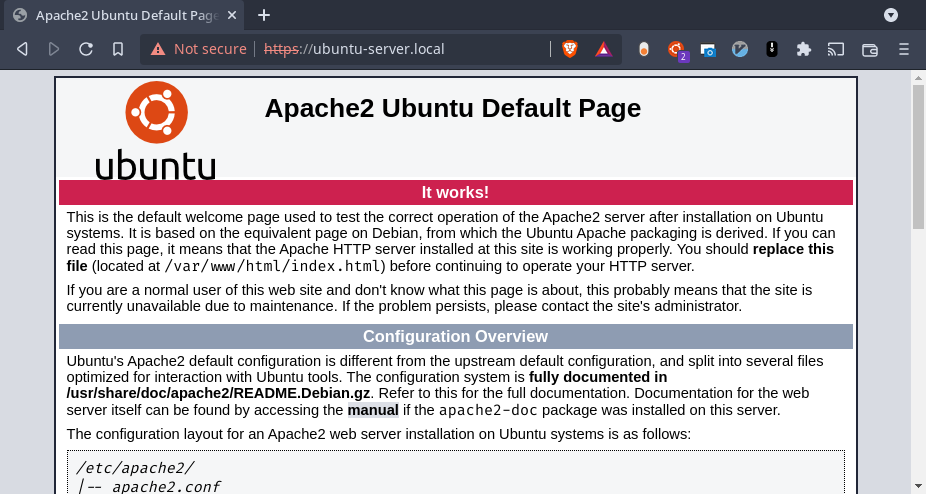 Apache2 Ubuntu Default Page
Not secure
https://ubuntu-server.local
2
ubuntu
Apache2 Ubuntu Default Page
It works!
This is the default welcome page used to test the correct operation of the Apache2 server after installation on Ubuntu
systems. It is based on the equivalent page on Debian, from which the Ubuntu Apache packaging is derived. If you can
read this page, it means that the Apache HTTP server installed at this site is working properly. You should replace this
file (located at /var/www/html/index.html) before continuing to operate your HTTP server.
If you are a normal user of this web site and don't know what this page is about, this probably means that the site is
currently unavailable due to maintenance. If the problem persists, please contact the site's administrator.
Configuration Overview
Ubuntu's Apache2 default configuration is different from the upstream default configuration, and split into several files
optimized for interaction with Ubuntu tools. The configuration system is fully documented in
/usr/share/doc/apache2/README.Debian.gz. Refer to this for the full documentation. Documentation for the web
server itself can be found by accessing the manual if the apache2-doc package was installed on this server.
The configuration layout for an Apache2 web server installation on Ubuntu systems is as follows:
/etc/apache2/
|-- apache2.conf